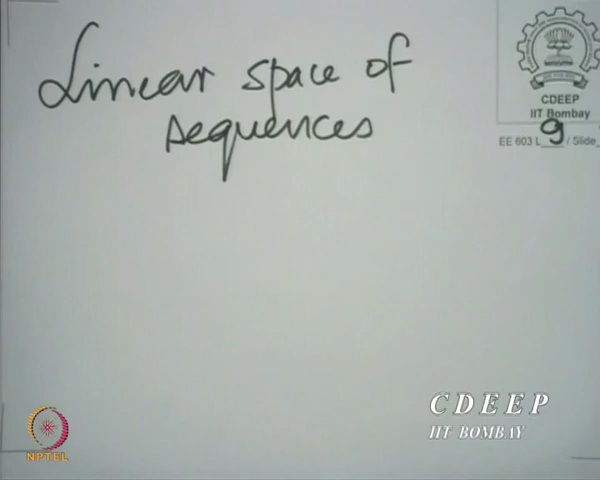 Linear space of
sequences
CDEEP
IIT Bombay
EE 603 L 9 / Slide
CDEEP
IIT BOMBAY
NPTEL